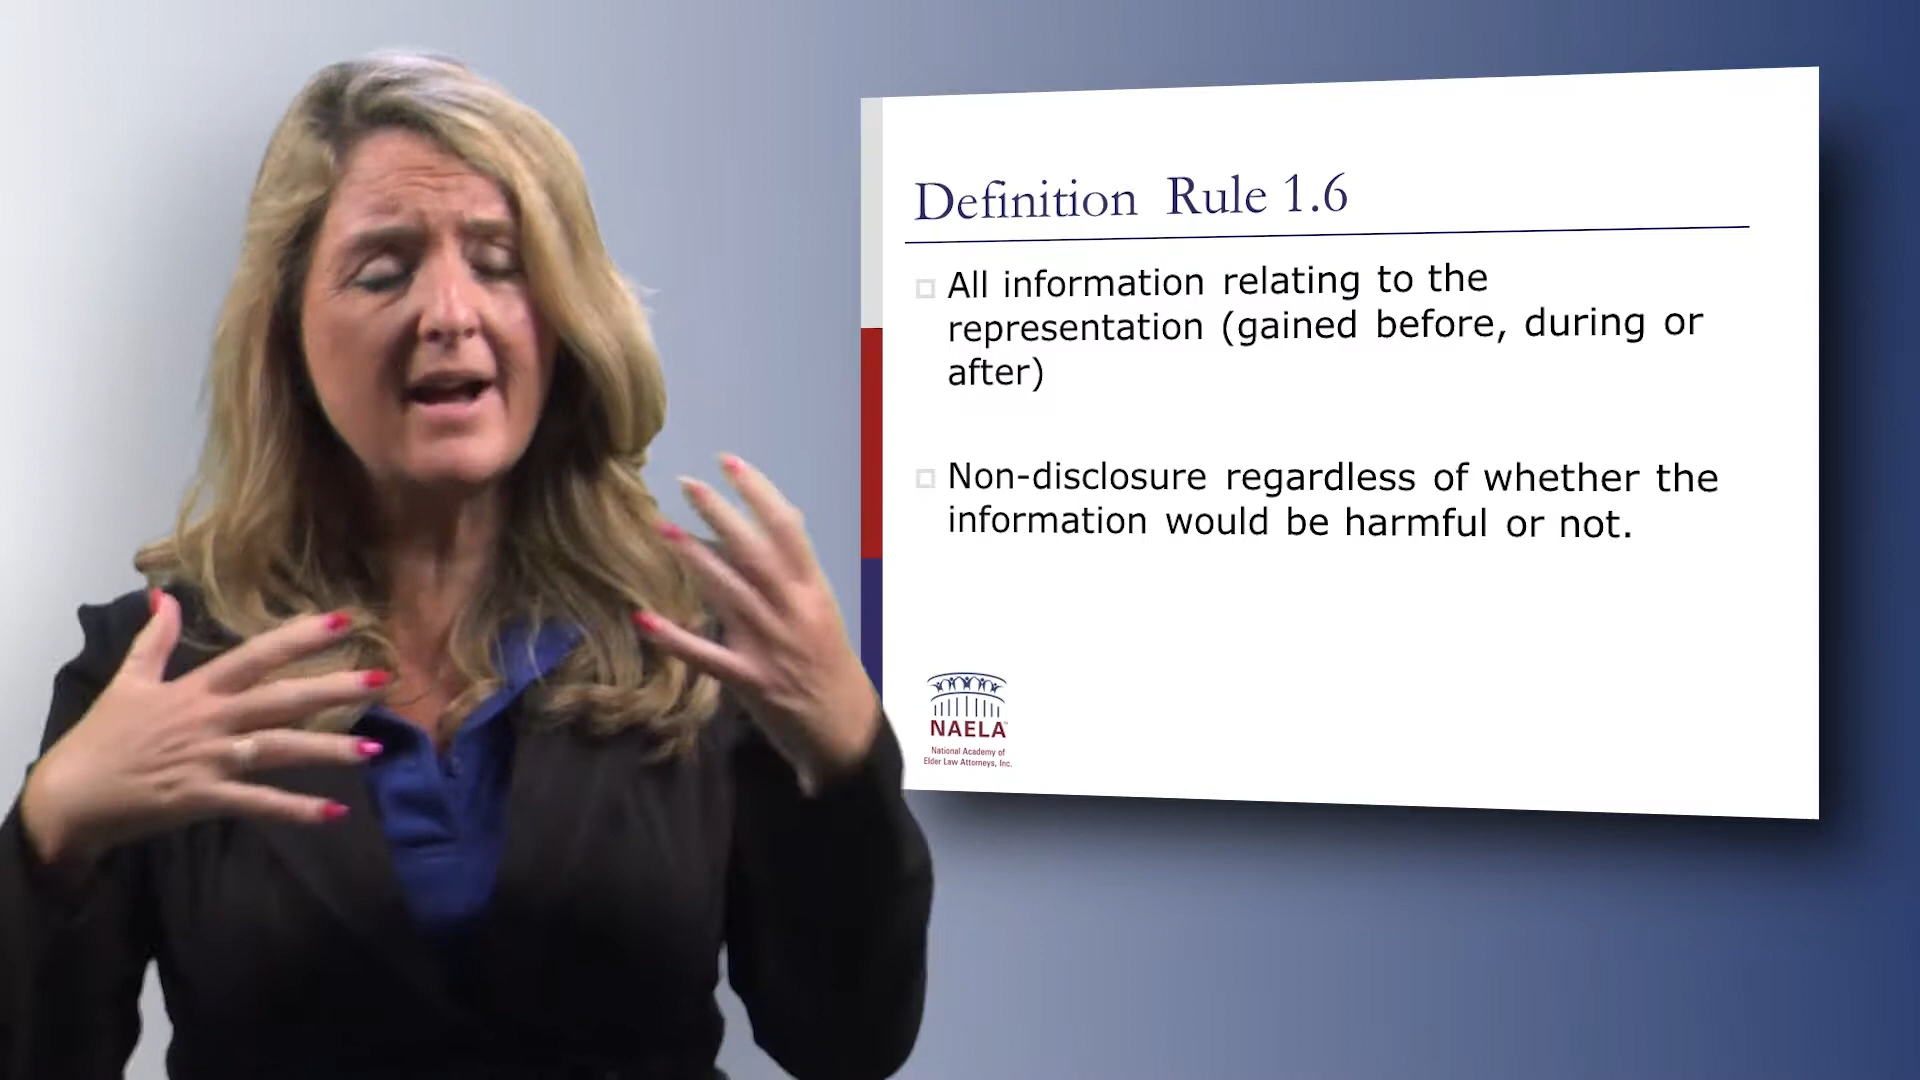 Definition Rule 1.6
All information relating to the
representation (gained before, during or
after)
Non-disclosure regardless of whether the
information would be harmful or not.
NAELA
National Academy of
Elder Law Attorneys, Inc.